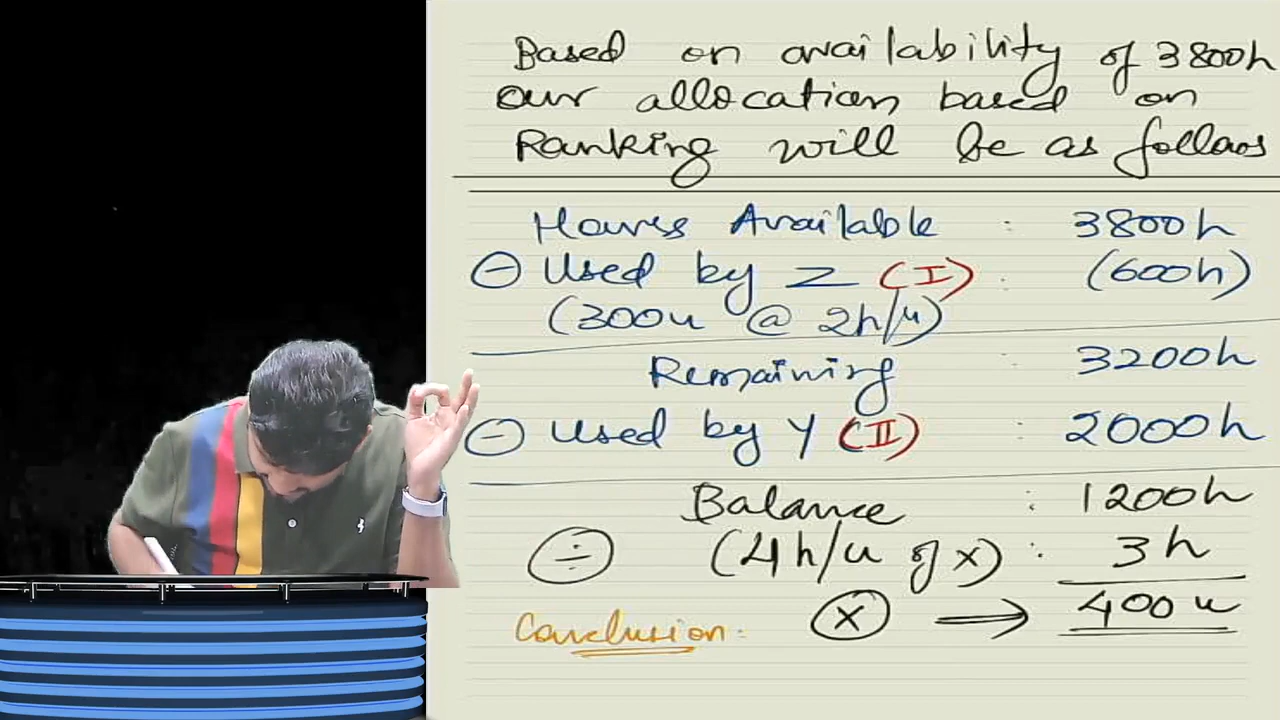 Based on availability of 3800h
our allocation based on
Ranking will be as follows
Hours Available : 3800h
⊖ Used by Z (I) : (600h)
(300u @ 2h/u)
Remaining : 3200h
⊖ Used by Y (II) : 2000h
Balance : 1200h
÷ (4h/u of X) : 3h
X → 400u
Conclusion: